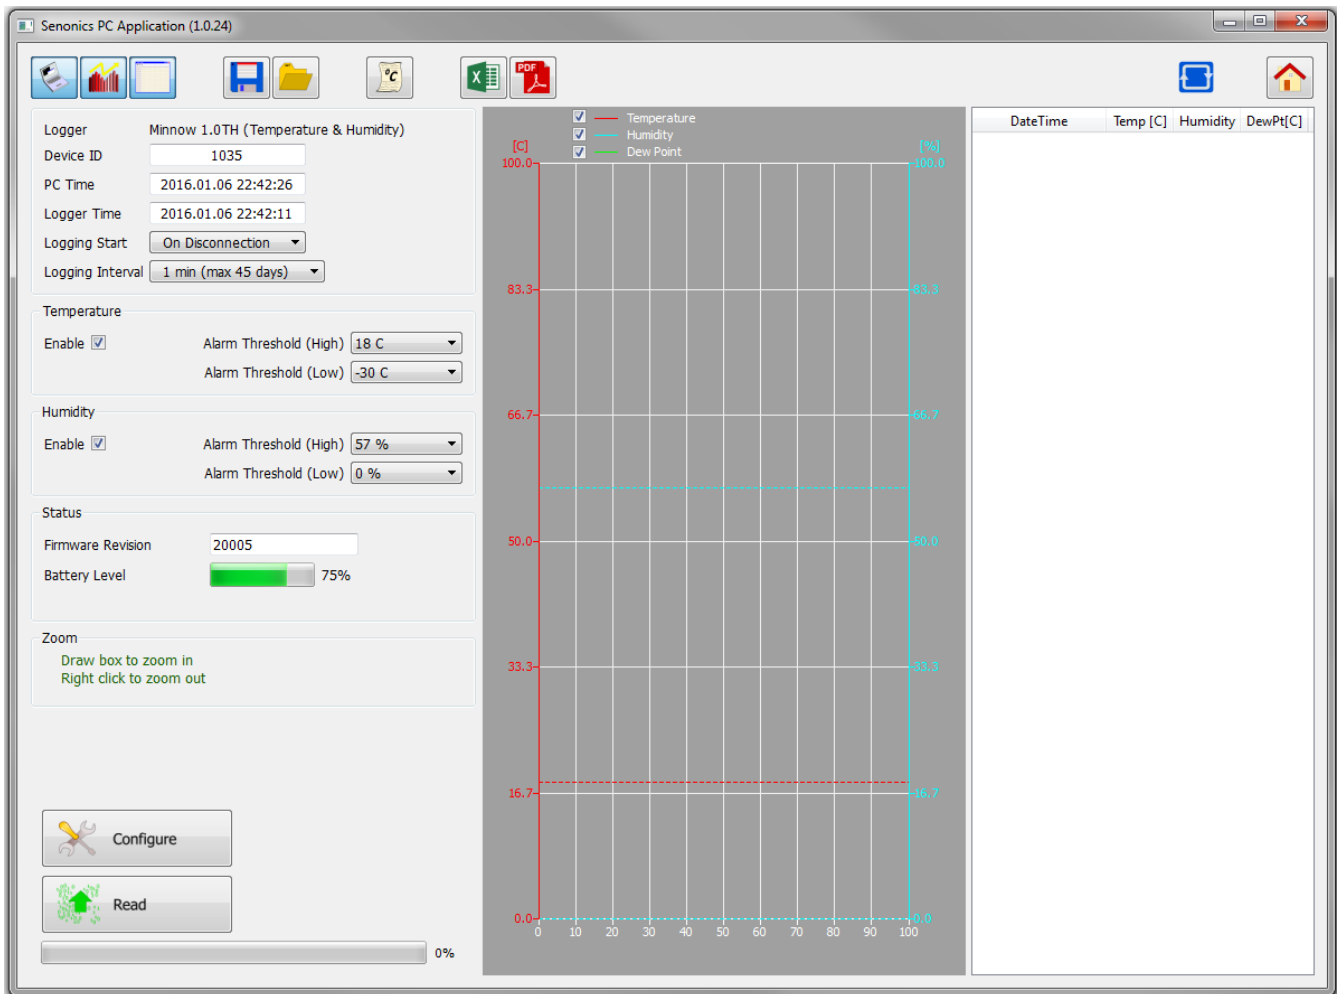 Senonics PC Application (1.0.24)
°C
X
PDF
Logger Minnow 1.0TH (Temperature & Humidity)
Device ID 1035
PC Time 2016.01.06 22:42:26
Logger Time 2016.01.06 22:42:11
Logging Start On Disconnection
Logging Interval 1 min (max 45 days)
Temperature
Enable Alarm Threshold (High) 18 C
Alarm Threshold (Low) -30 C
Humidity
Enable Alarm Threshold (High) 57 %
Alarm Threshold (Low) 0 %
Status
Firmware Revision 20005
Battery Level 75%
Zoom
Draw box to zoom in
Right click to zoom out
Configure
Read
0%
Temperature
Humidity
Dew Point
[C] [%]
100.0 100.0
83.3 83.3
66.7 66.7
50.0 50.0
33.3 33.3
16.7 16.7
0.0 0.0
0 10 20 30 40 50 60 70 80 90 100
DateTime Temp [C] Humidity DewPt[C]